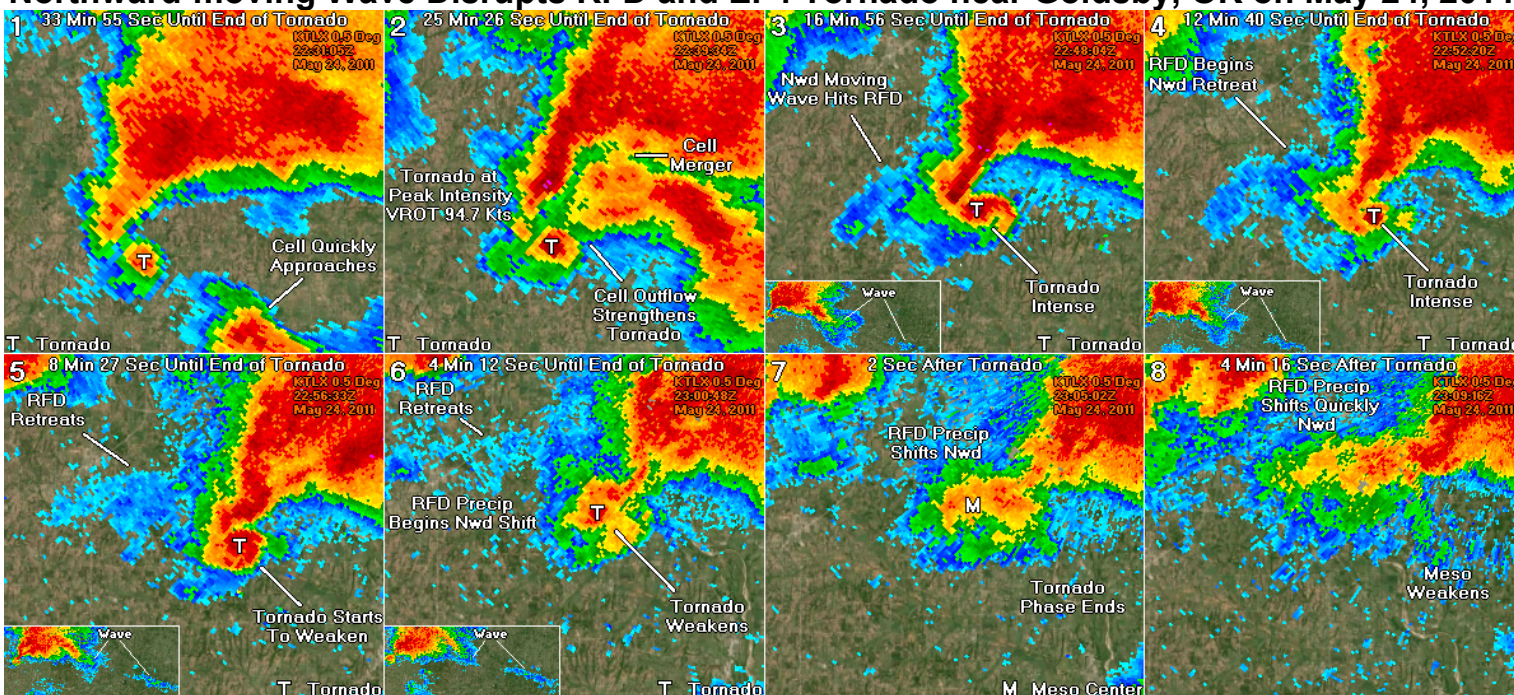 Northward moving Wave Disrupts RFD and EF4 Tornado near Goldsby, OK on May 24, 2011
1
33 Min 55 Sec Until End of Tornado
KTLX 0.5 Deg
22:31:05Z
May 24, 2011
Cell Quickly
Approaches
T Tornado
2
25 Min 26 Sec Until End of Tornado
KTLX 0.5 Deg
22:39:34Z
May 24, 2011
Cell
Merger
Tornado at
Peak Intensity
VROT 94.7 Kts
T
Cell Outflow
Strengthens
Tornado
T Tornado
3
16 Min 56 Sec Until End of Tornado
KTLX 0.5 Deg
22:48:04Z
May 24, 2011
Nwd Moving
Wave Hits RFD
T
Tornado
Intense
Wave
T Tornado
4
12 Min 40 Sec Until End of Tornado
KTLX 0.5 Deg
22:52:20Z
May 24, 2011
RFD Begins
Nwd Retreat
T
Tornado
Intense
Wave
T Tornado
5
8 Min 27 Sec Until End of Tornado
KTLX 0.5 Deg
22:56:33Z
May 24, 2011
RFD
Retreats
T
Tornado Starts
To Weaken
Wave
T Tornado
6
4 Min 12 Sec Until End of Tornado
KTLX 0.5 Deg
23:00:48Z
May 24, 2011
RFD
Retreats
RFD Precip
Begins Nwd Shift
T
Tornado
Weakens
Wave
T Tornado
7
2 Sec After Tornado
KTLX 0.5 Deg
23:05:02Z
May 24, 2011
RFD Precip
Shifts Nwd
M
Tornado
Phase Ends
M Meso Center
8
4 Min 16 Sec After Tornado
KTLX 0.5 Deg
23:09:16Z
May 24, 2011
RFD Precip
Shifts Quickly
Nwd
Meso
Weakens